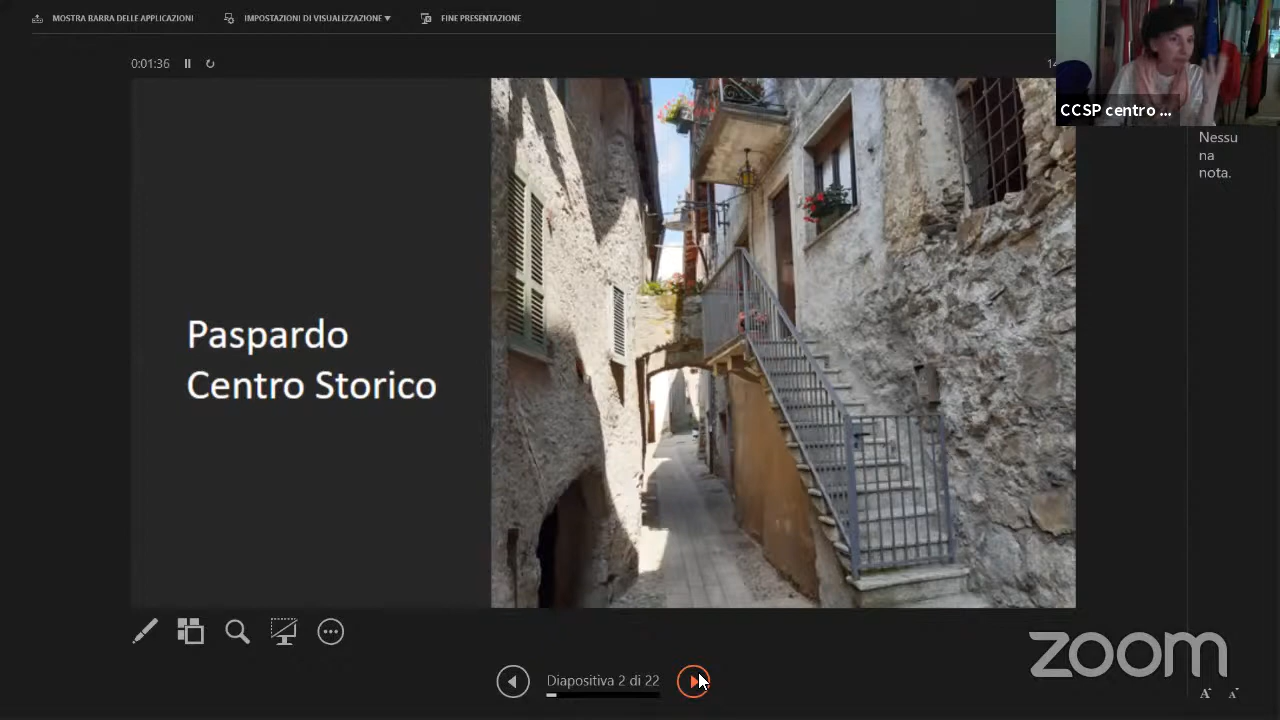 MOSTRA BARRA DELLE APPLICAZIONI
IMPOSTAZIONI DI VISUALIZZAZIONE
FINE PRESENTAZIONE
0:01:36
14
CCSP centro ...
Nessu
na
nota.
Paspardo
Centro Storico
Diapositiva 2 di 22
zoom
A A